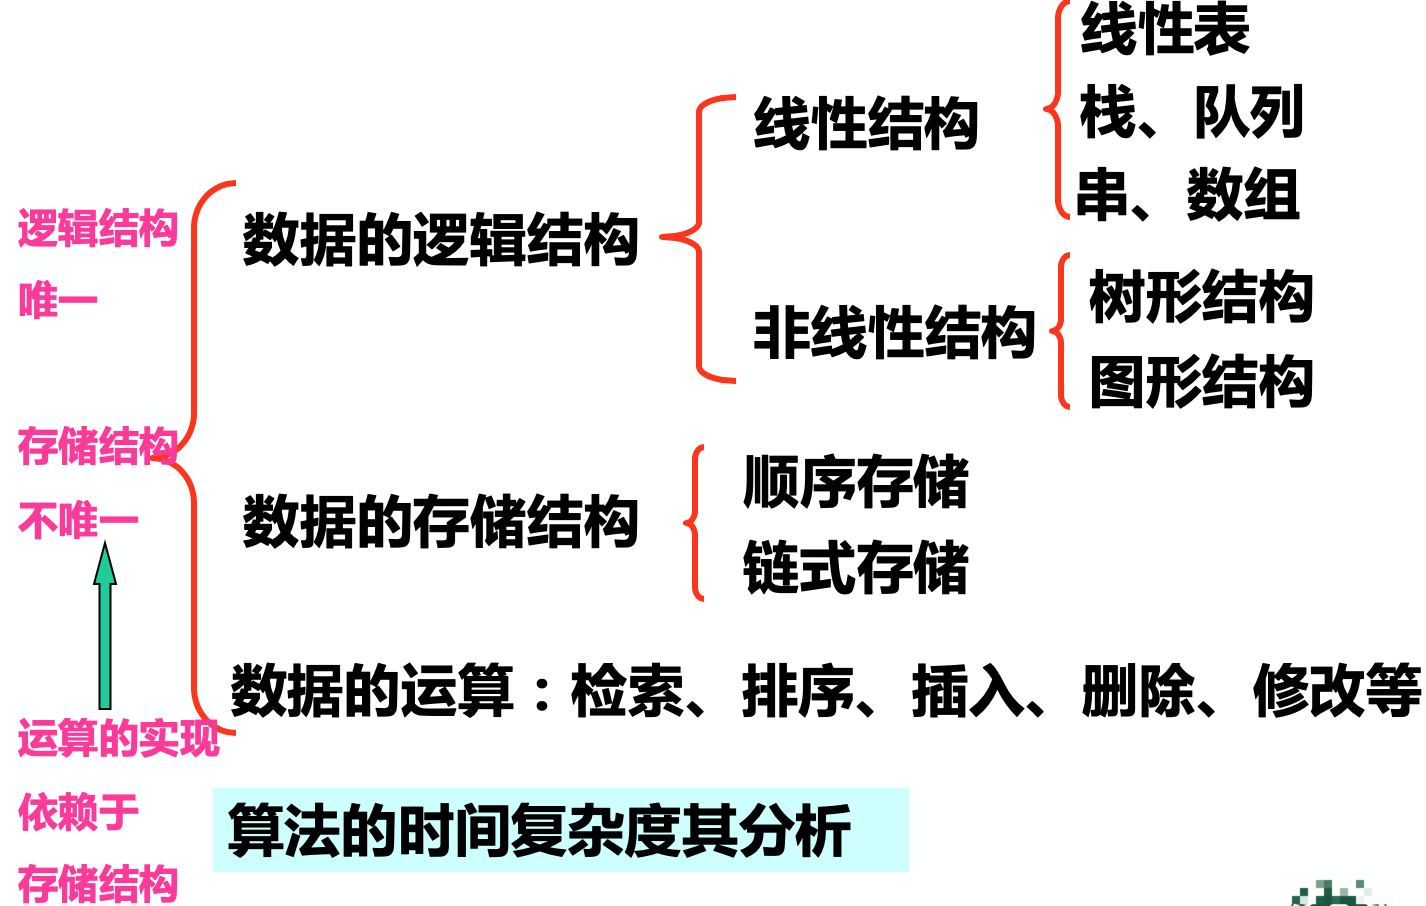 线性表
线性结构
栈、队列
串、数组
逻辑结构
唯一
数据的逻辑结构
非线性结构
树形结构
图形结构
存储结构
不唯一
数据的存储结构
顺序存储
链式存储
数据的运算：检索、排序、插入、删除、修改等
运算的实现
依赖于
存储结构
算法的时间复杂度其分析